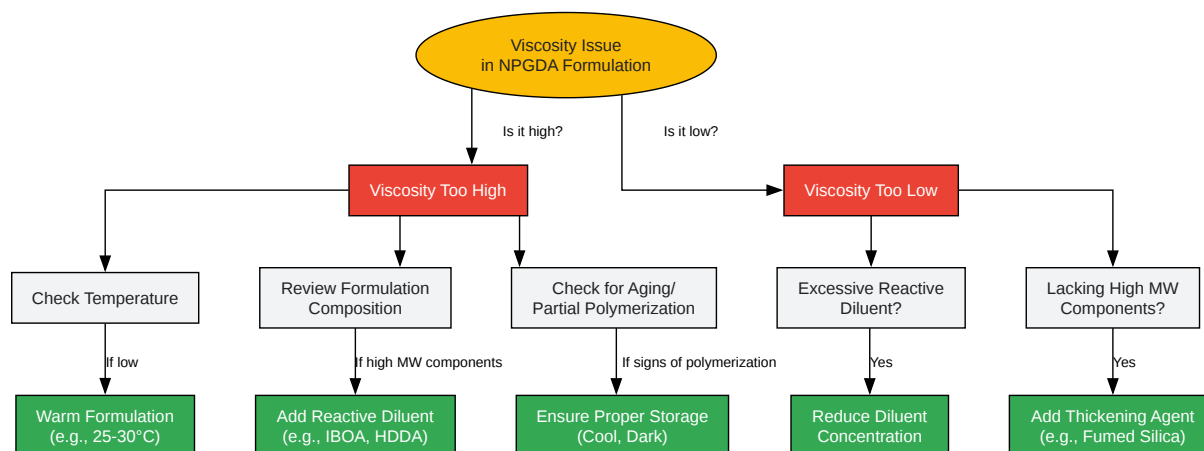 Viscosity Issue
in NPGDA Formulation
Is it high?
Is it low?
Viscosity Too High
Viscosity Too Low
Check Temperature
Review Formulation
Composition
Check for Aging/
Partial Polymerization
Excessive Reactive
Diluent?
Lacking High MW
Components?
If low
If high MW components
If signs of polymerization
Yes
Yes
Warm Formulation
(e.g., 25-30°C)
Add Reactive Diluent
(e.g., IBOA, HDDA)
Ensure Proper Storage
(Cool, Dark)
Reduce Diluent
Concentration
Add Thickening Agent
(e.g., Fumed Silica)